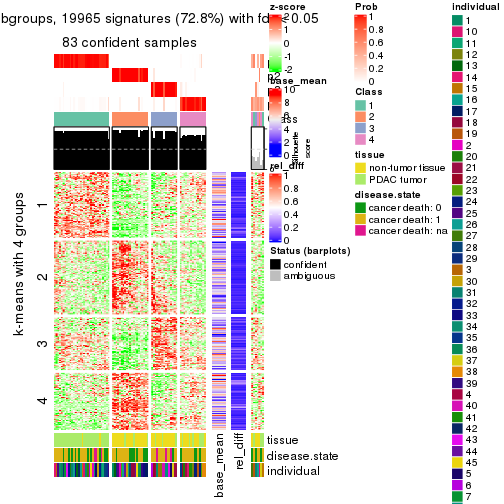 bgroups, 19965 signatures (72.8%) with fdr < 0.05
83 confident samples
k-means with 4 groups
1
2
3
4
base_mean
rel_diff
tissue
disease.state
individual
z-score
2
1
0
-1
-2
base_mean
10
8
6
4
2
0
Silhouette
score
rel_diff
1
0.8
0.6
0.4
0.2
0
Status (barplots)
confident
ambiguous
Prob
1
0.8
0.6
0.4
0.2
0
Class
1
2
3
4
tissue
non-tumor tissue
PDAC tumor
disease.state
cancer death: 0
cancer death: 1
cancer death: na
individual
1
10
11
12
13
14
15
16
17
18
19
2
20
21
22
23
24
25
26
27
28
29
3
30
31
32
33
34
35
36
37
38
39
4
40
41
42
43
44
45
5
6
7